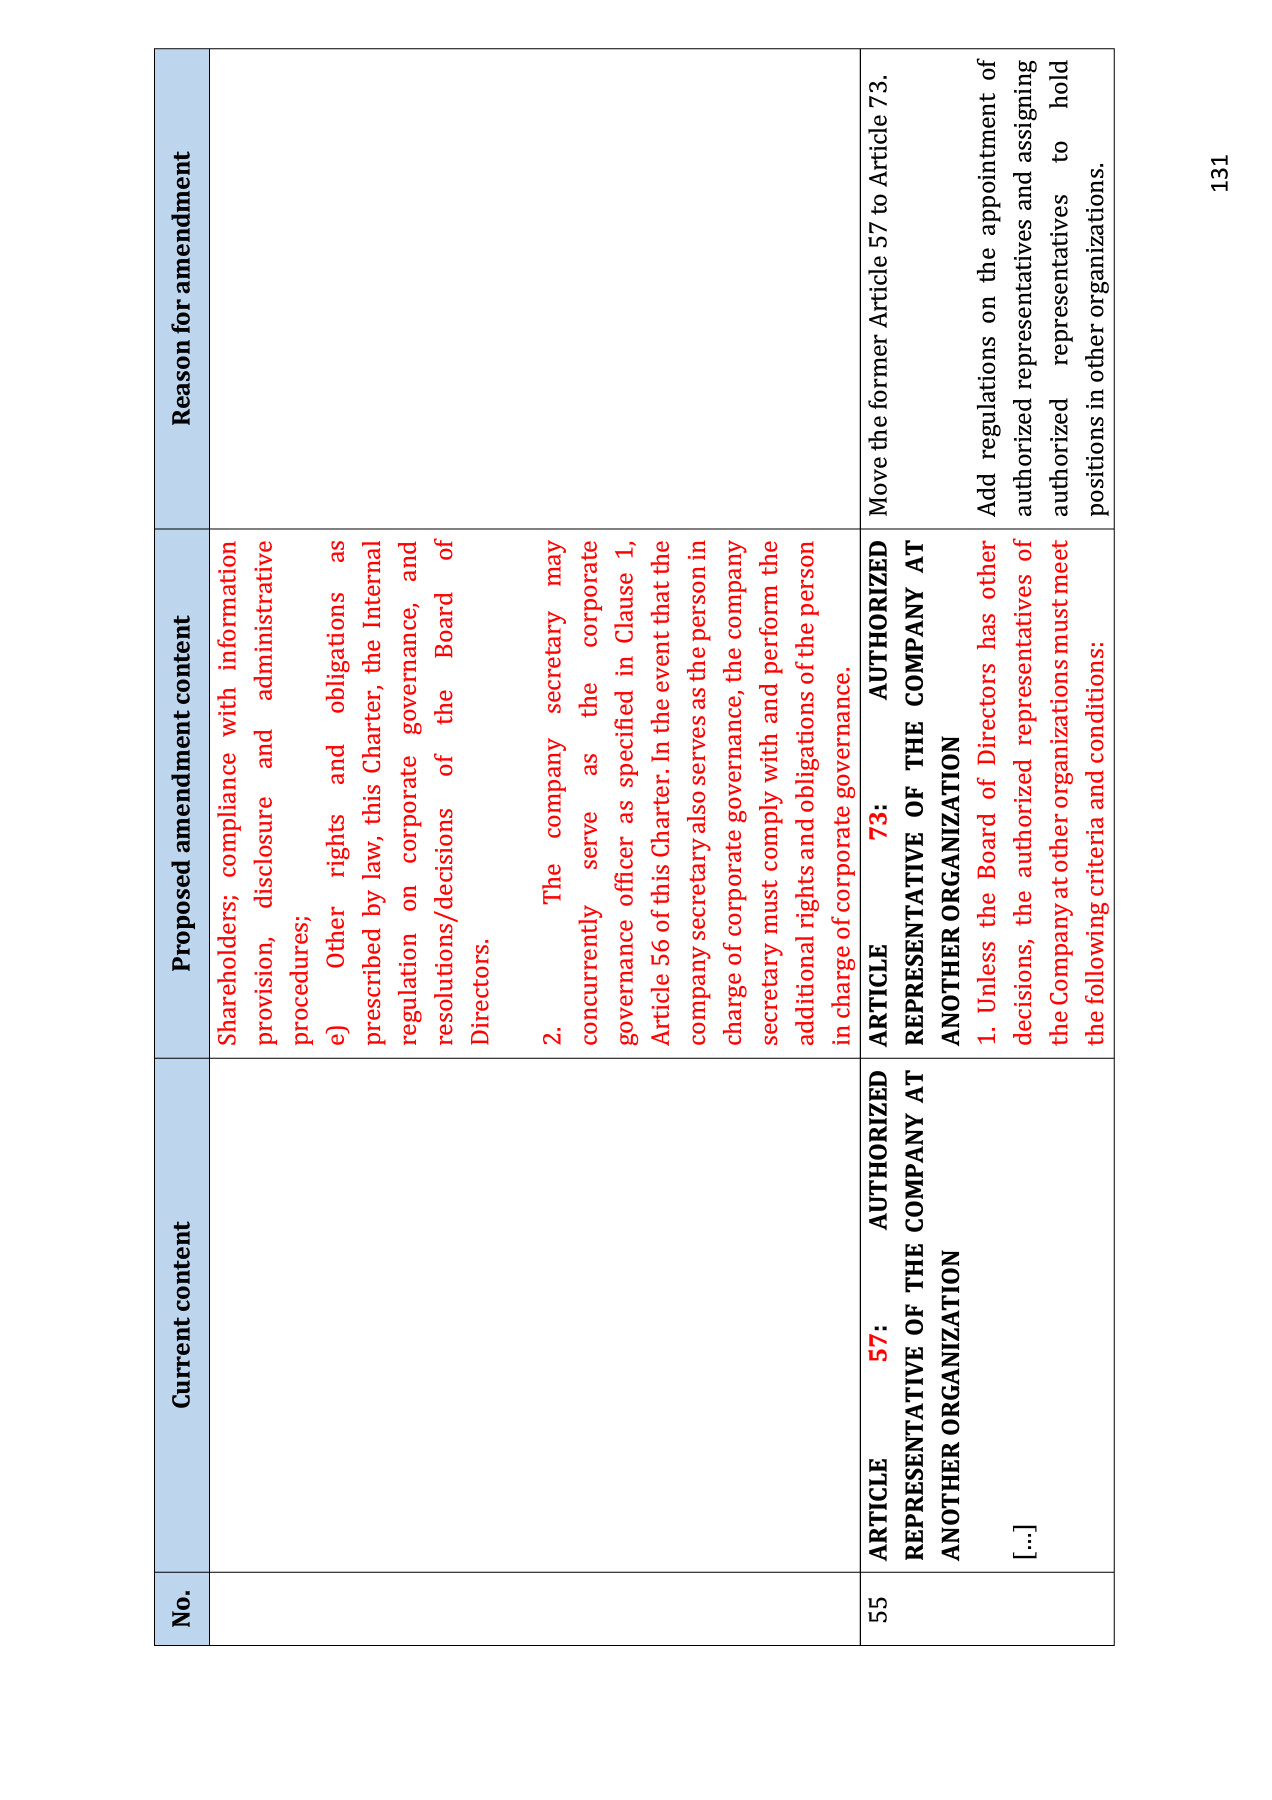 No.
Current content
Proposed amendment content
Reason for amendment
Shareholders; compliance with information
provision, disclosure and administrative
procedures;
e) Other rights and obligations as
prescribed by law, this Charter, the Internal
regulation on corporate governance, and
resolutions/decisions of the Board of
Directors.
2. The company secretary may
concurrently serve as the corporate
governance officer as specified in Clause 1,
Article 56 of this Charter. In the event that the
company secretary also serves as the person in
charge of corporate governance, the company
secretary must comply with and perform the
additional rights and obligations of the person
in charge of corporate governance.
55
ARTICLE 57: AUTHORIZED
REPRESENTATIVE OF THE COMPANY AT
ANOTHER ORGANIZATION
[...]
ARTICLE 73: AUTHORIZED
REPRESENTATIVE OF THE COMPANY AT
ANOTHER ORGANIZATION
1. Unless the Board of Directors has other
decisions, the authorized representatives of
the Company at other organizations must meet
the following criteria and conditions:
Move the former Article 57 to Article 73.
Add regulations on the appointment of
authorized representatives and assigning
authorized representatives to hold
positions in other organizations.
131